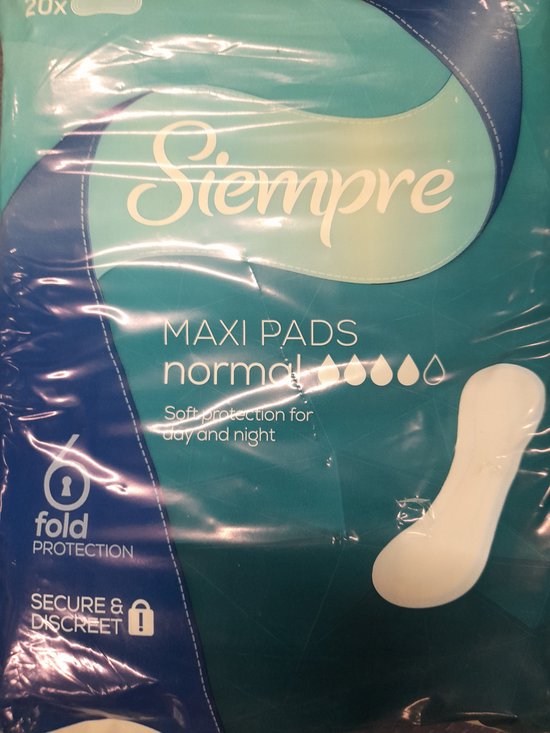 20x
Siempre
MAXI PADS
normal
Soft protection for
day and night
6
fold
PROTECTION
SECURE &
DISCREET